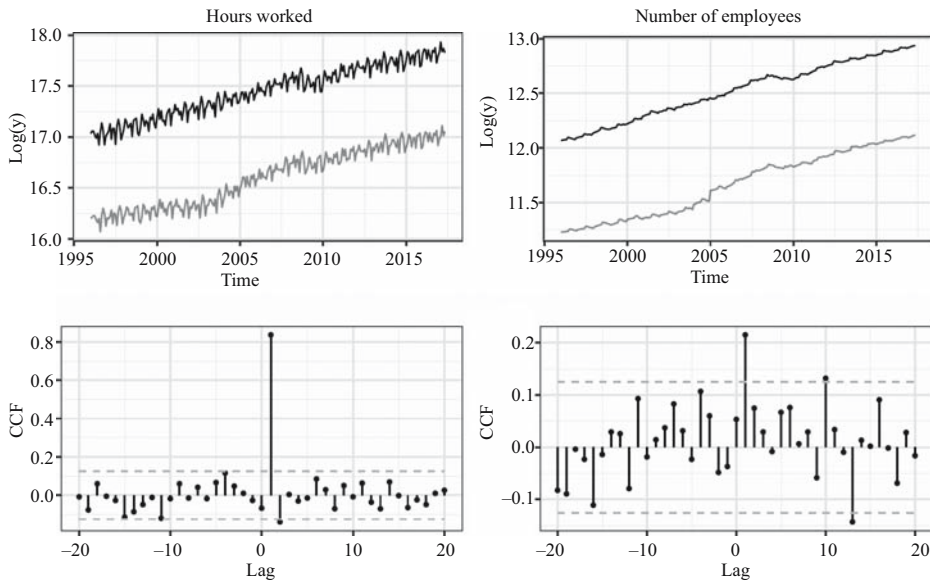 Hours worked
18.0
17.5
17.0
16.5
16.0
Log(y)
1995 2000 2005 2010 2015
Time
Number of employees
13.0
12.5
12.0
11.5
Log(y)
1995 2000 2005 2010 2015
Time
0.8
0.6
0.4
0.2
0.0
CCF
–20 –10 0 10 20
Lag
0.2
0.1
0.0
–0.1
CCF
–20 –10 0 10 20
Lag